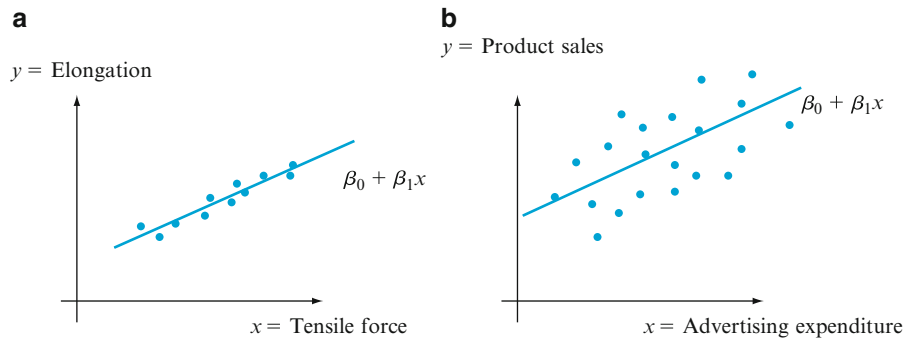 a
y = Elongation
β₀ + β₁x
x = Tensile force
b
y = Product sales
β₀ + β₁x
x = Advertising expenditure